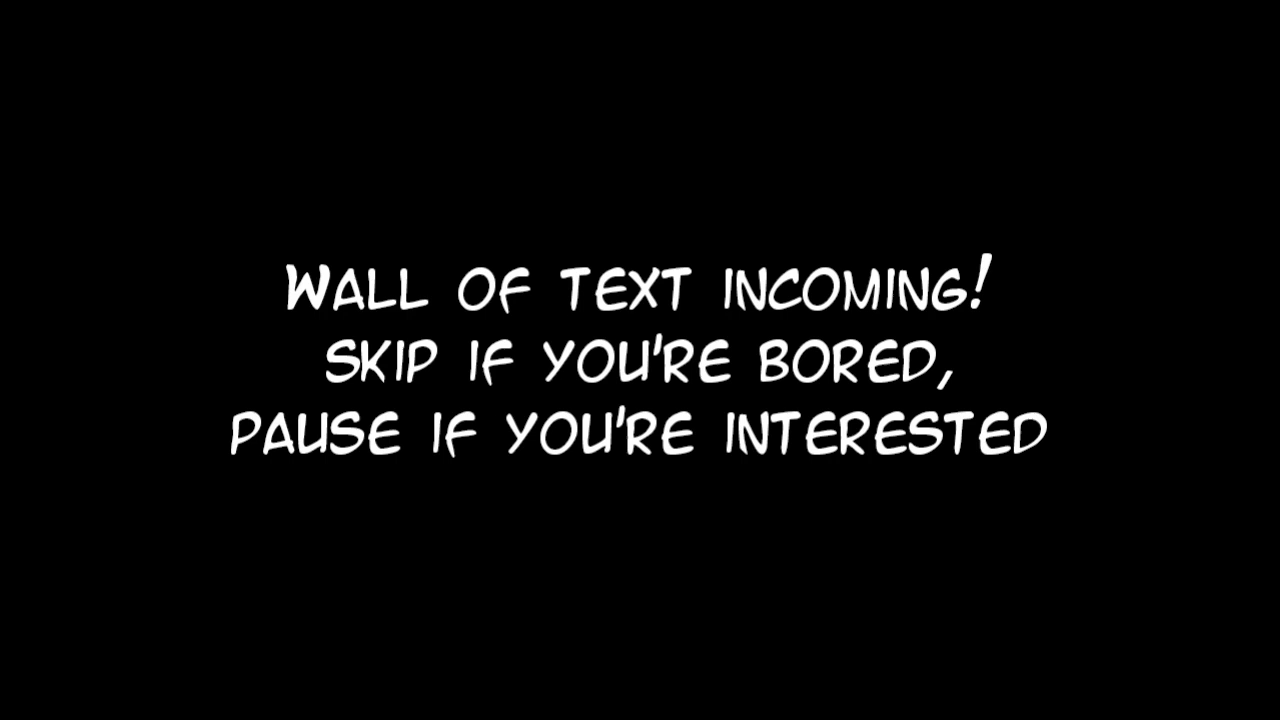 Wall of text incoming!
skip if you're bored,
pause if you're interested